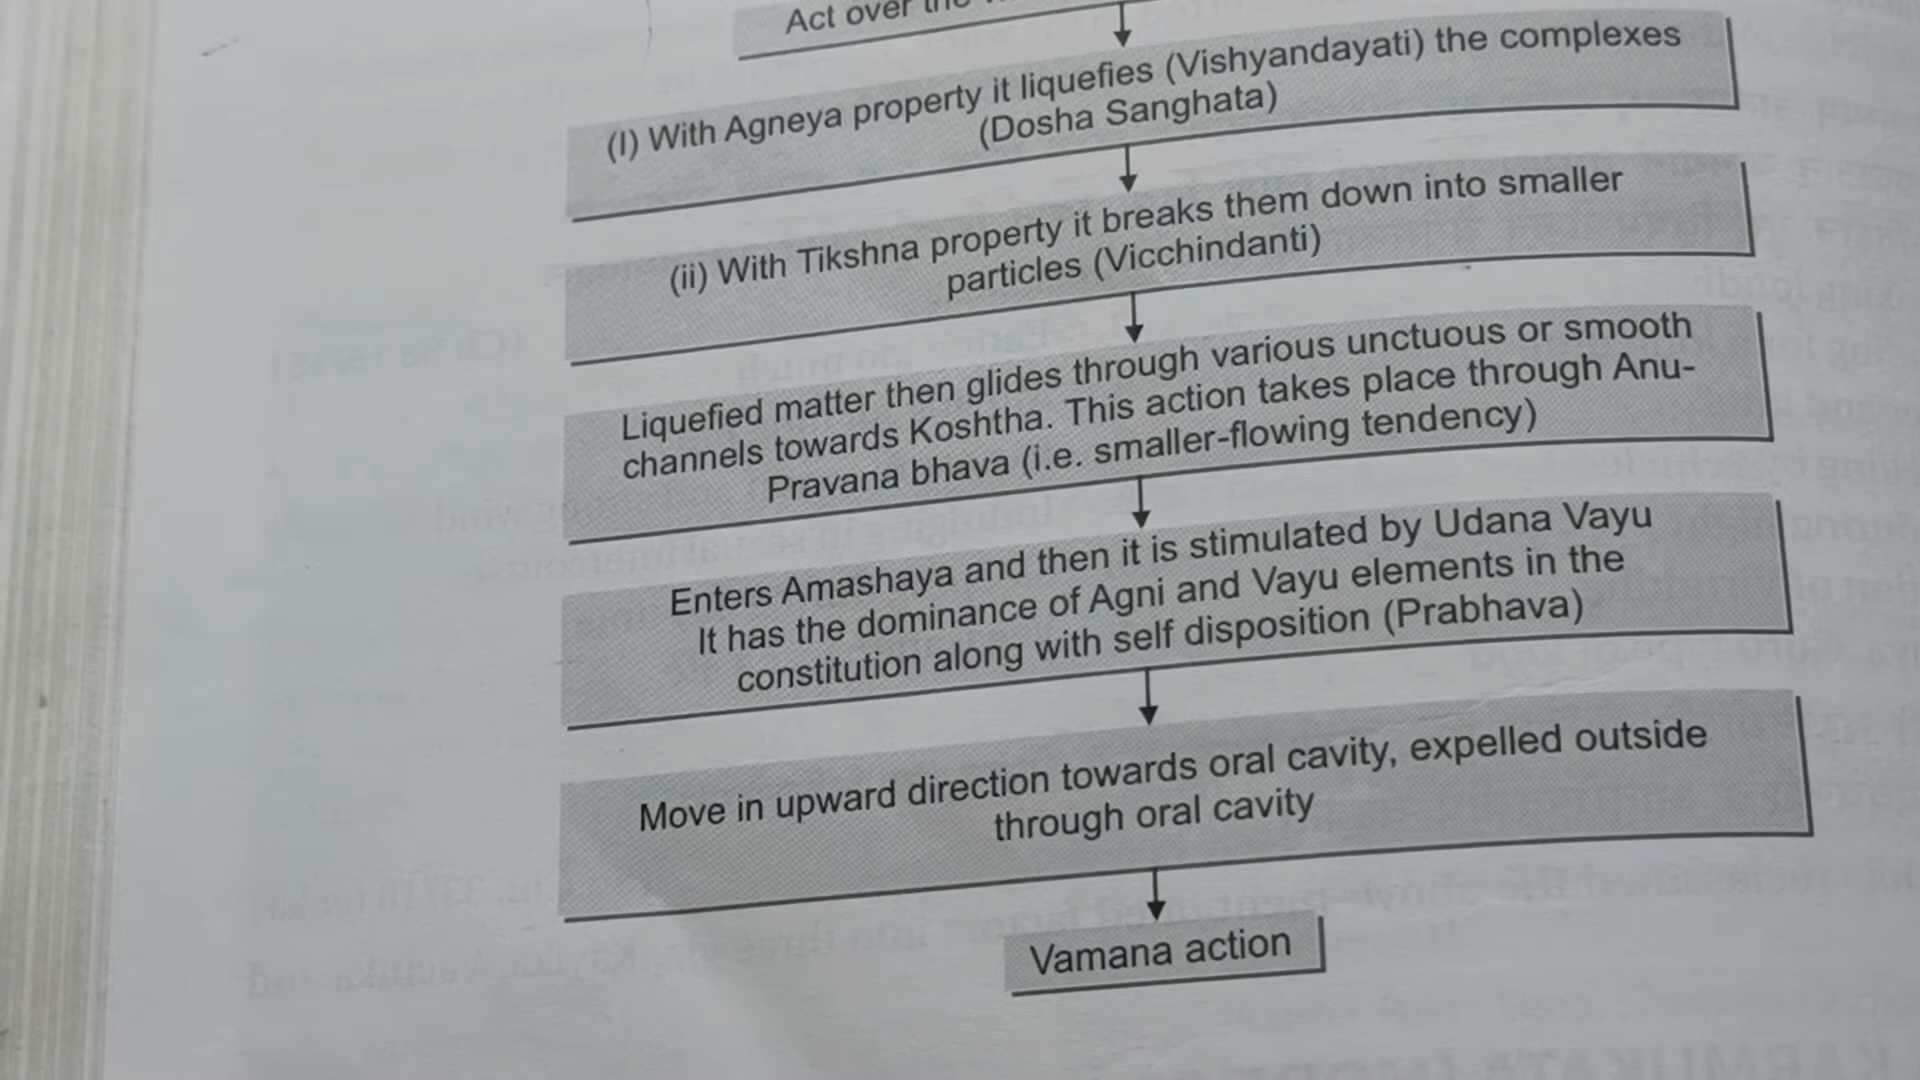 Act over the
(I) With Agneya property it liquefies (Vishyandayati) the complexes
(Dosha Sanghata)
(ii) With Tikshna property it breaks them down into smaller
particles (Vicchindanti)
Liquefied matter then glides through various unctuous or smooth
channels towards Koshtha. This action takes place through Anu-
Pravana bhava (i.e. smaller-flowing tendency)
Enters Amashaya and then it is stimulated by Udana Vayu
It has the dominance of Agni and Vayu elements in the
constitution along with self disposition (Prabhava)
Move in upward direction towards oral cavity, expelled outside
through oral cavity
Vamana action